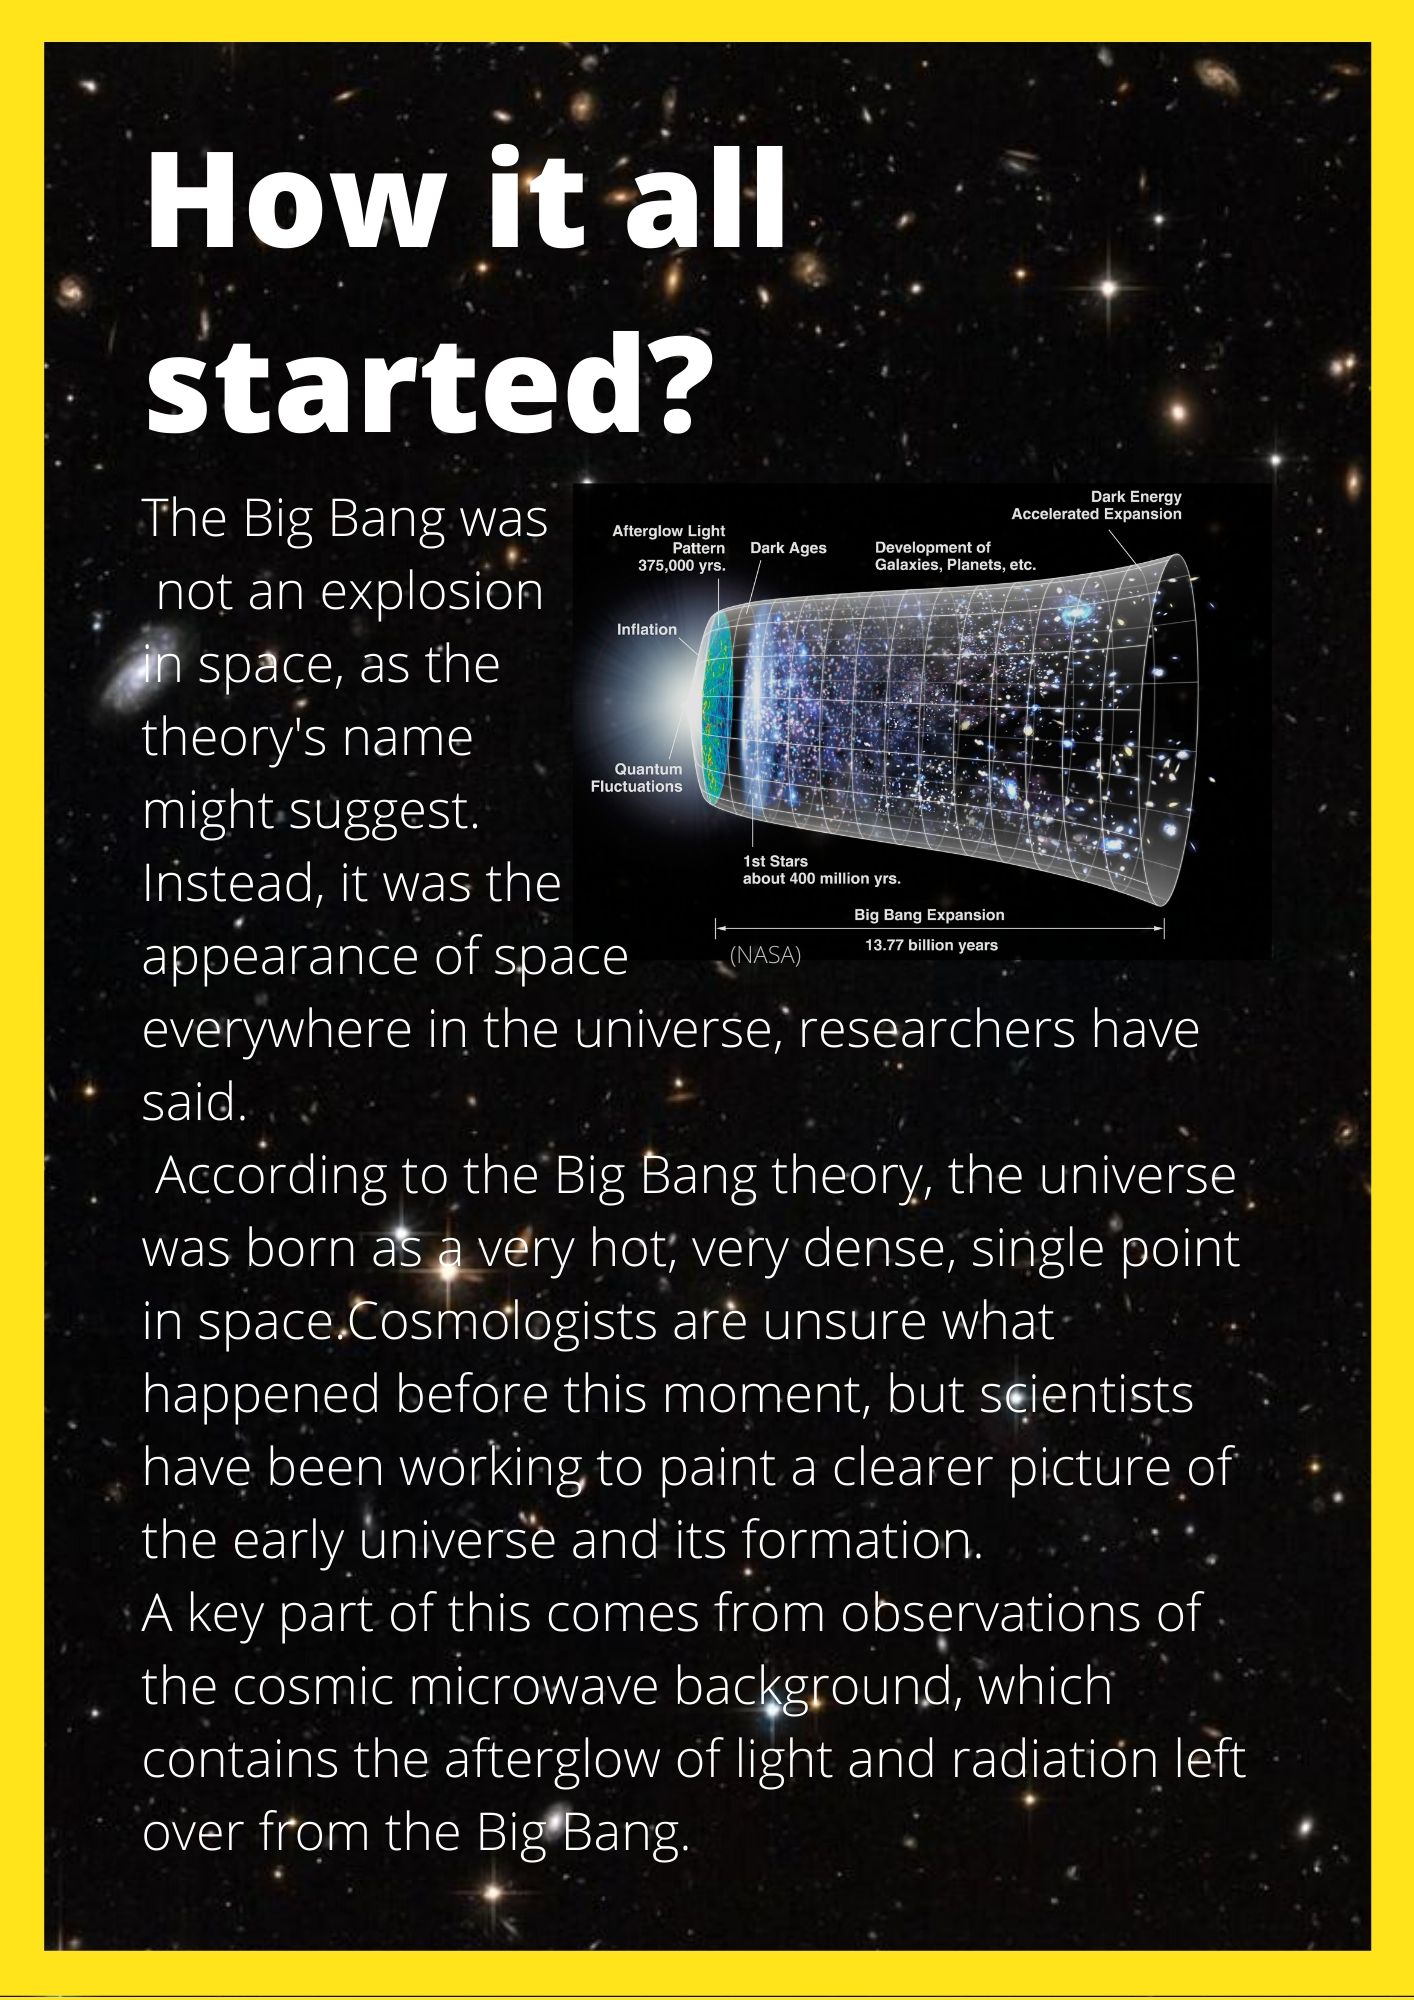 How it all
started?
The Big Bang was
not an explosion
in space, as the
theory's name
might suggest.
Instead, it was the
appearance of space
everywhere in the universe, researchers have
said.
Dark Energy
Accelerated Expansion
Afterglow Light
Pattern
375,000 yrs.
Dark Ages
Development of
Galaxies, Planets, etc.
Inflation
Quantum
Fluctuations
1st Stars
about 400 million yrs.
Big Bang Expansion
13.77 billion years
(NASA)
According to the Big Bang theory, the universe
was born as a very hot, very dense, single point
in space.Cosmologists are unsure what
happened before this moment, but scientists
have been working to paint a clearer picture of
the early universe and its formation.
A key part of this comes from observations of
the cosmic microwave background, which
contains the afterglow of light and radiation left
over from the Big Bang.